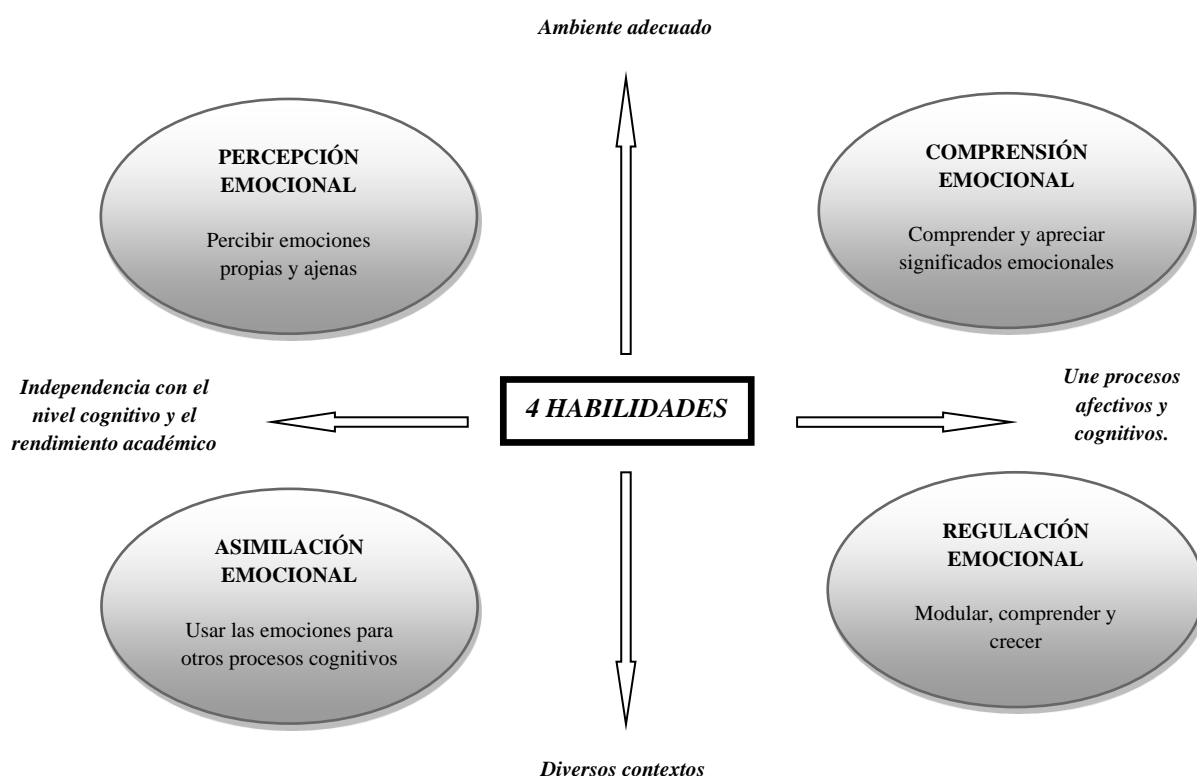 Ambiente adecuado
PERCEPCIÓN
EMOCIONAL
Percibir emociones
propias y ajenas
COMPRENSIÓN
EMOCIONAL
Comprender y apreciar
significados emocionales
Independencia con el
nivel cognitivo y el
rendimiento académico
4 HABILIDADES
Une procesos
afectivos y
cognitivos.
ASIMILACIÓN
EMOCIONAL
Usar las emociones para
otros procesos cognitivos
REGULACIÓN
EMOCIONAL
Modular, comprender y
crecer
Diversos contextos